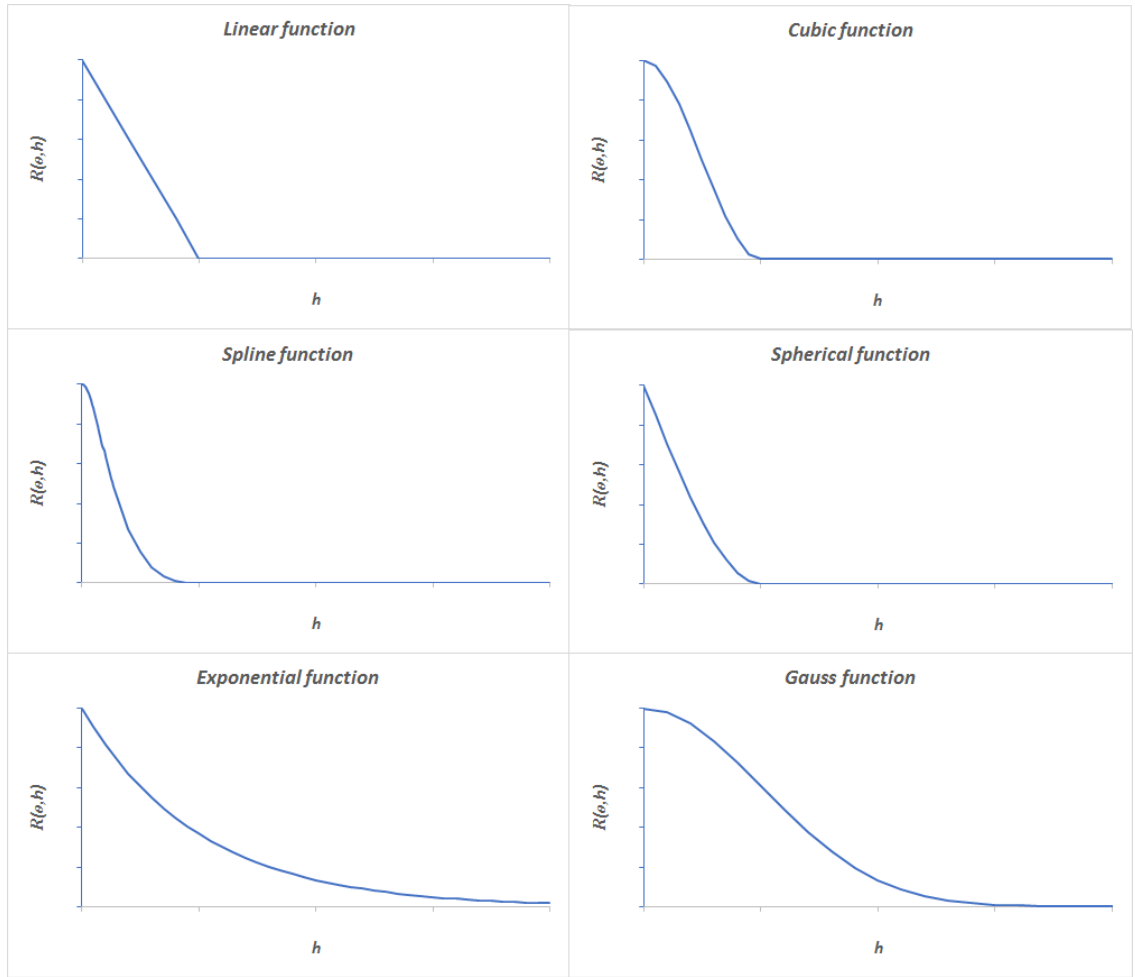 Linear function
R(θ,h)
h
Cubic function
R(θ,h)
h
Spline function
R(θ,h)
h
Spherical function
R(θ,h)
h
Exponential function
R(θ,h)
h
Gauss function
R(θ,h)
h